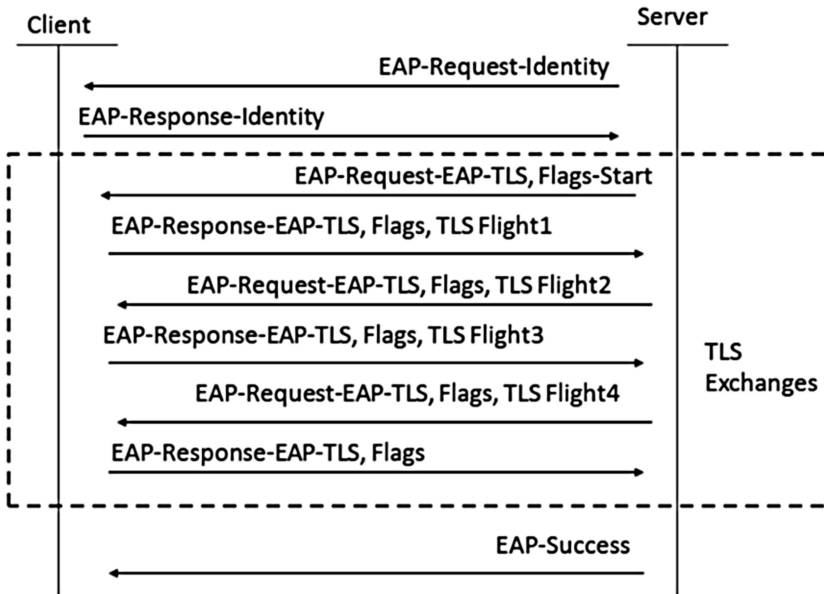 Client
Server
EAP-Request-Identity
EAP-Response-Identity
EAP-Request-EAP-TLS, Flags-Start
EAP-Response-EAP-TLS, Flags, TLS Flight1
EAP-Request-EAP-TLS, Flags, TLS Flight2
EAP-Response-EAP-TLS, Flags, TLS Flight3
TLS
Exchanges
EAP-Request-EAP-TLS, Flags, TLS Flight4
EAP-Response-EAP-TLS, Flags
EAP-Success